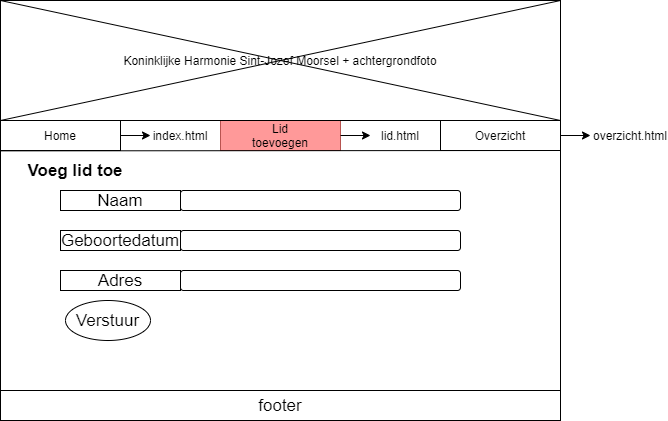 Koninklijke Harmonie Sint-Jozef Moorsel + achtergrondfoto
Home
index.html
Lid
toevoegen
lid.html
Overzicht
overzicht.html
Voeg lid toe
Naam
Geboortedatum
Adres
Verstuur
footer